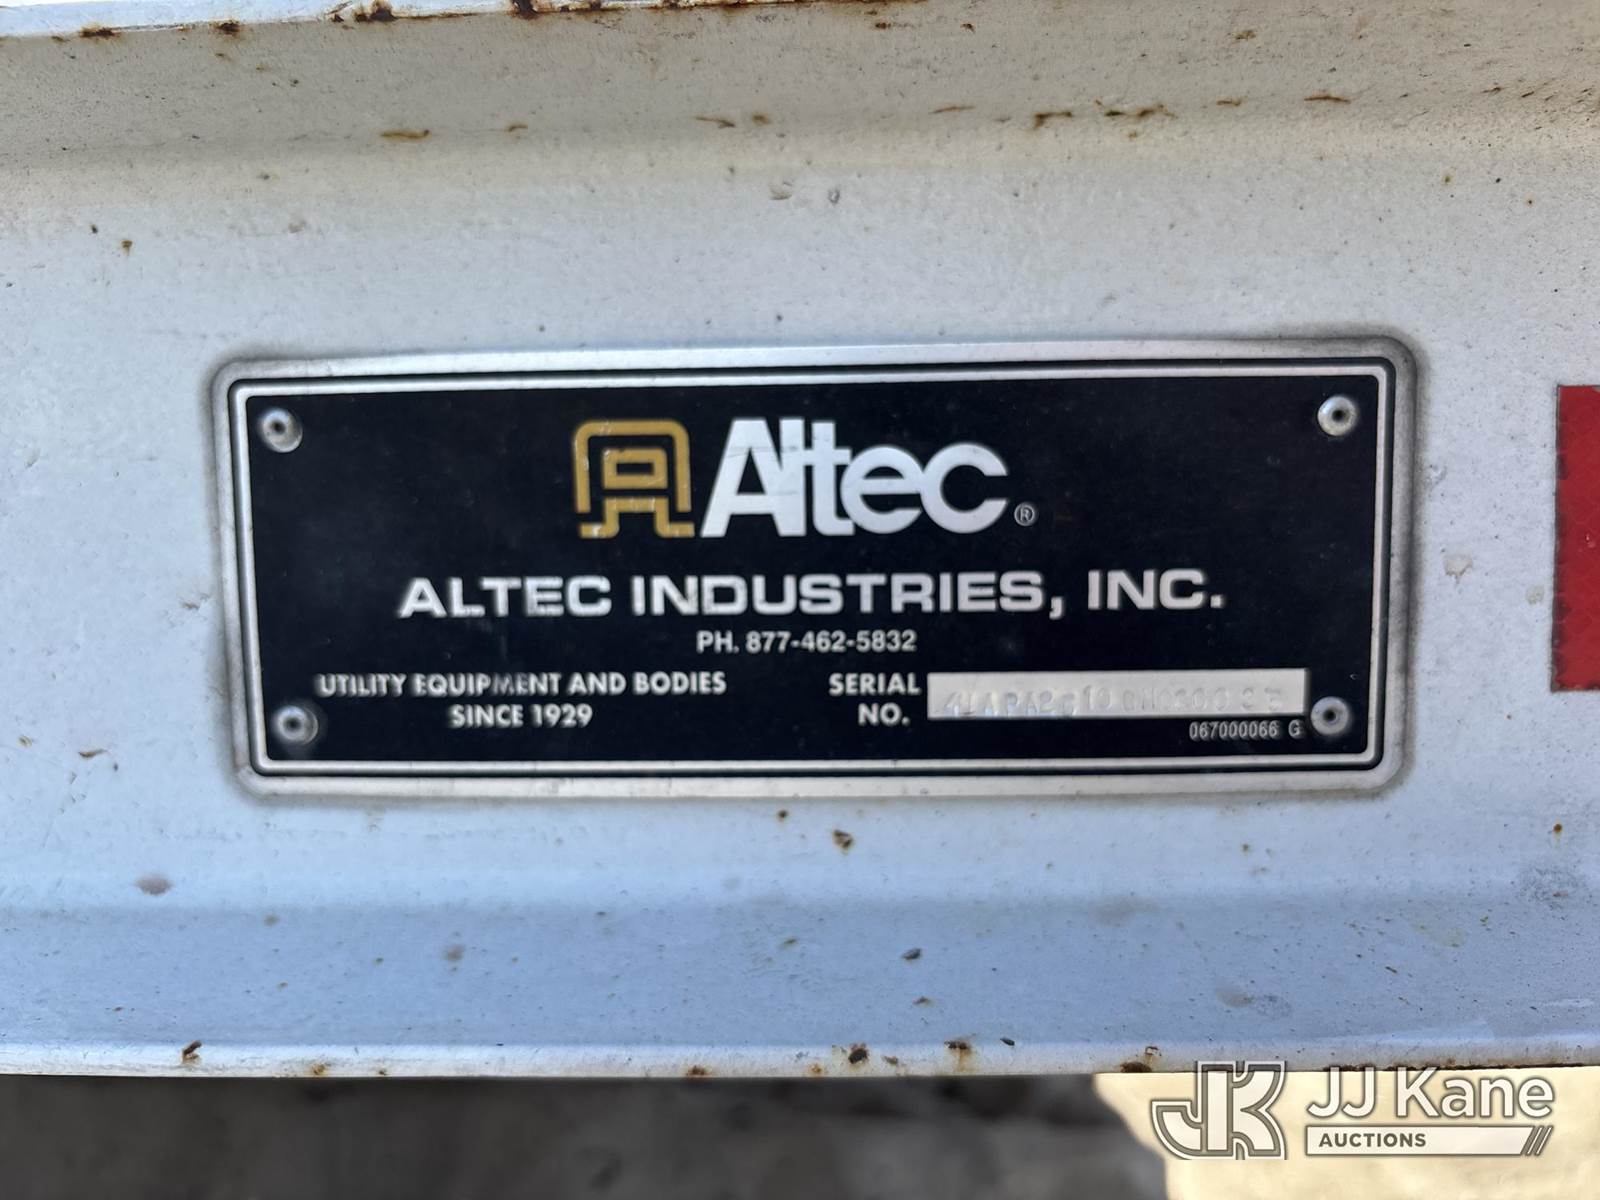 Altec®
ALTEC INDUSTRIES, INC.
PH. 877-462-5832
UTILITY EQUIPMENT AND BODIES
SINCE 1929
SERIAL
NO.
067000066 G
JK JJ Kane
AUCTIONS